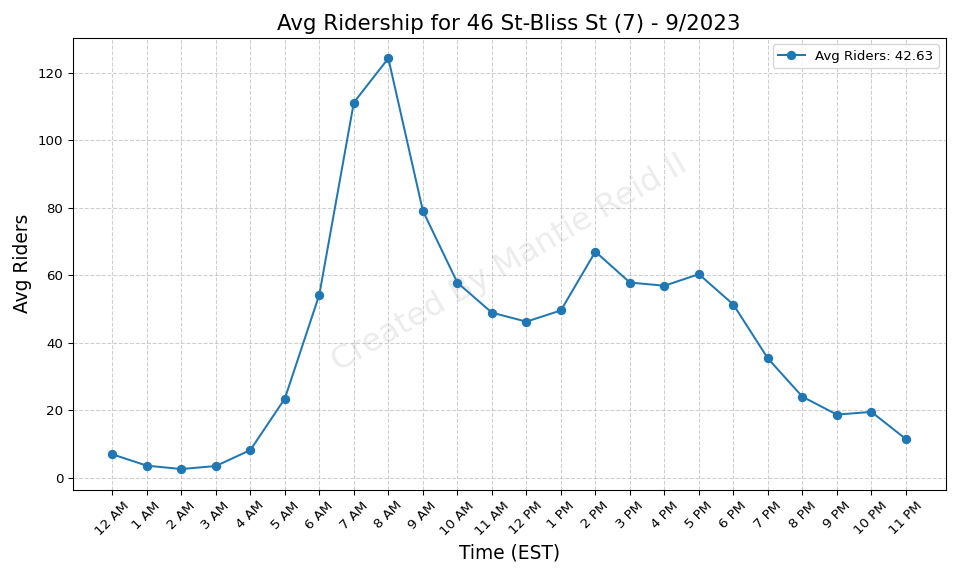 Avg Ridership for 46 St-Bliss St (7) - 9/2023
Avg Riders: 42.63
120
100
80
60
40
20
0
Avg Riders
Created By Mantie Reid II
12 AM
1 AM
2 AM
3 AM
4 AM
5 AM
6 AM
7 AM
8 AM
9 AM
10 AM
11 AM
12 PM
1 PM
2 PM
3 PM
4 PM
5 PM
6 PM
7 PM
8 PM
9 PM
10 PM
11 PM
Time (EST)